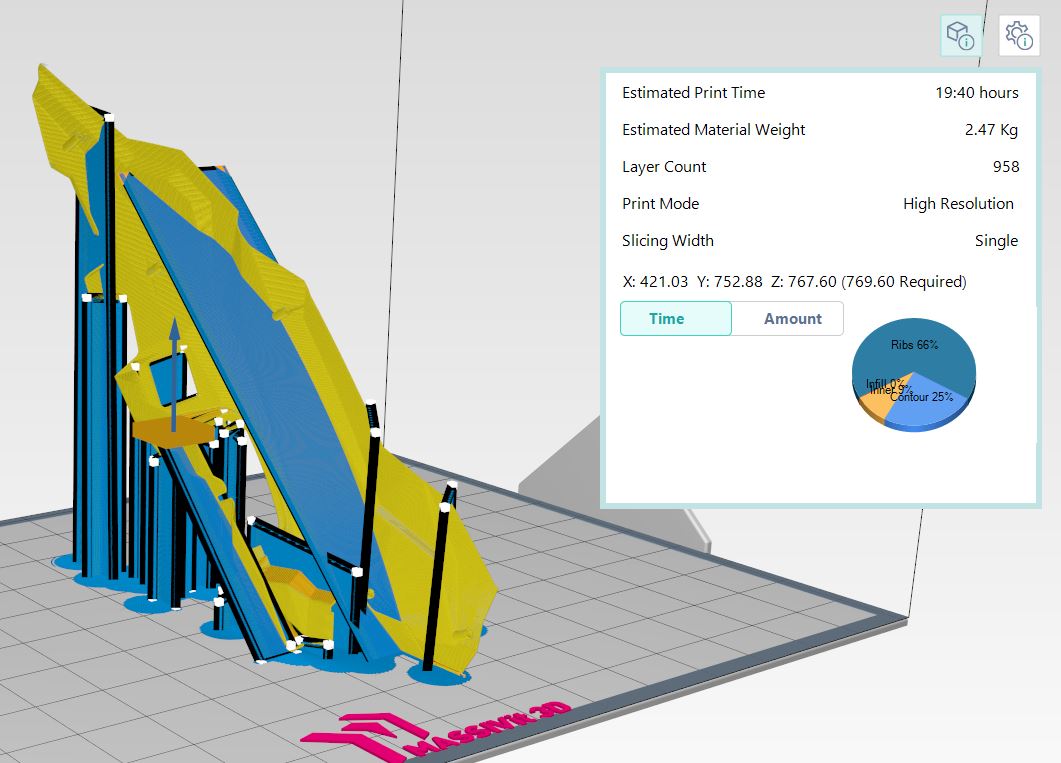 Estimated Print Time 19:40 hours
Estimated Material Weight 2.47 Kg
Layer Count 958
Print Mode High Resolution
Slicing Width Single
X: 421.03 Y: 752.88 Z: 767.60 (769.60 Required)
Time Amount
Ribs 66%
Infill 0%
Inner 9%
Contour 25%
MASSIVit 3D